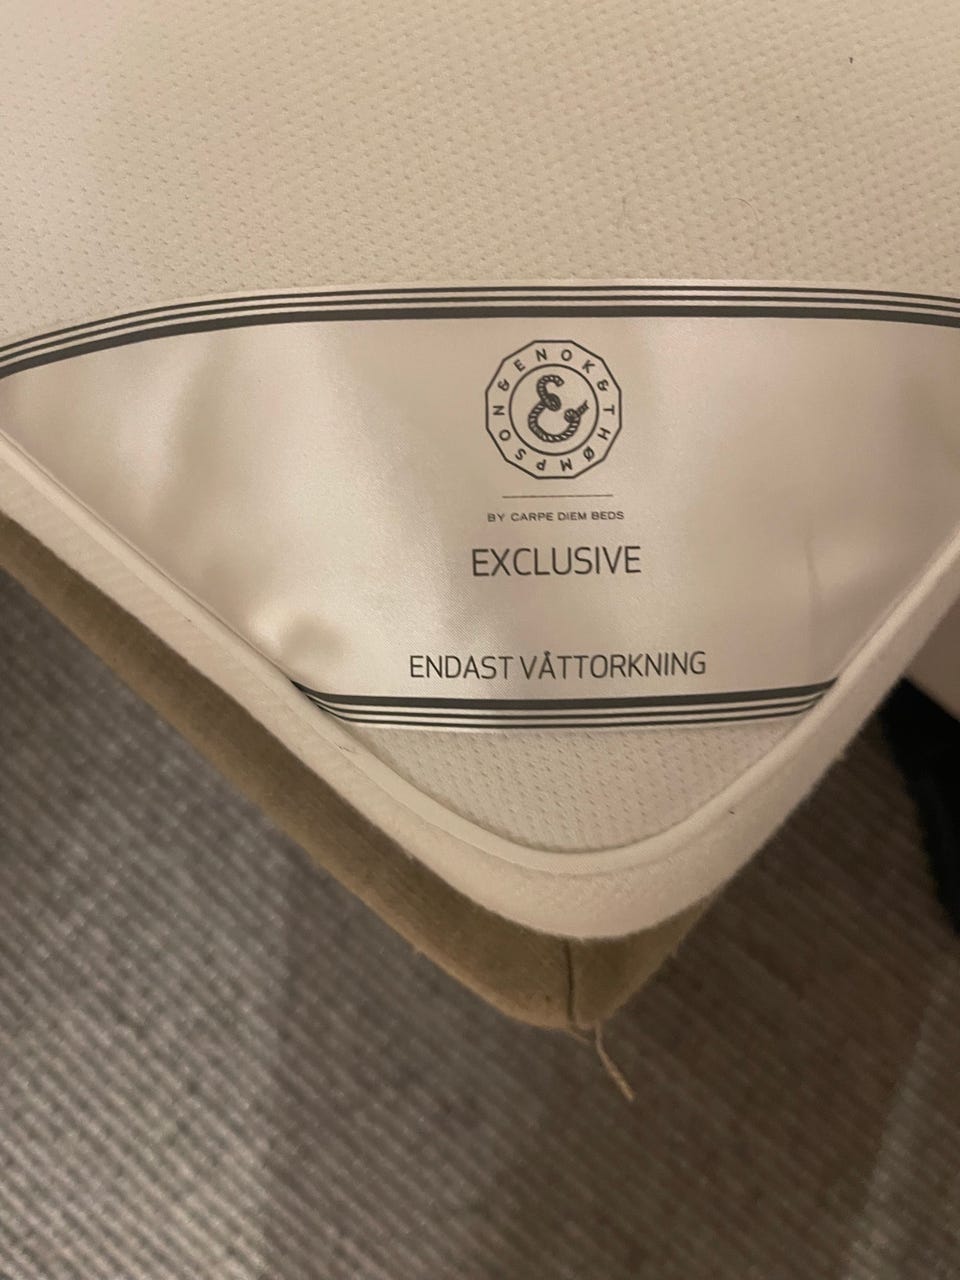 ENOK & THØMPSON &
&
BY CARPE DIEM BEDS
EXCLUSIVE
ENDAST VÅTTORKNING